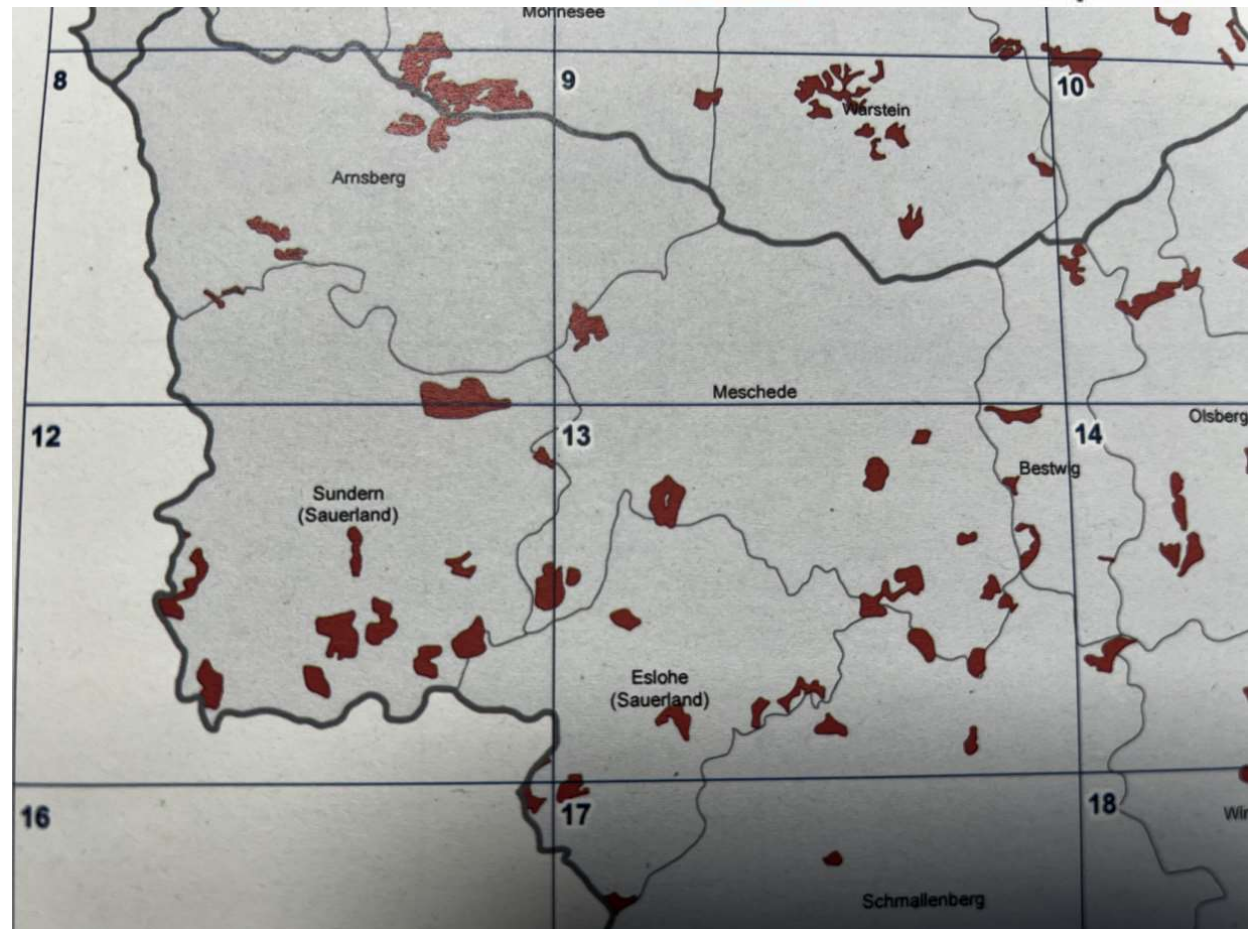 Möhnesee
8
9
10
Warstein
Arnsberg
Meschede
12
13
14
Olsberg
Bestwig
Sundern
(Sauerland)
Eslohe
(Sauerland)
16
17
18
Schmallenberg